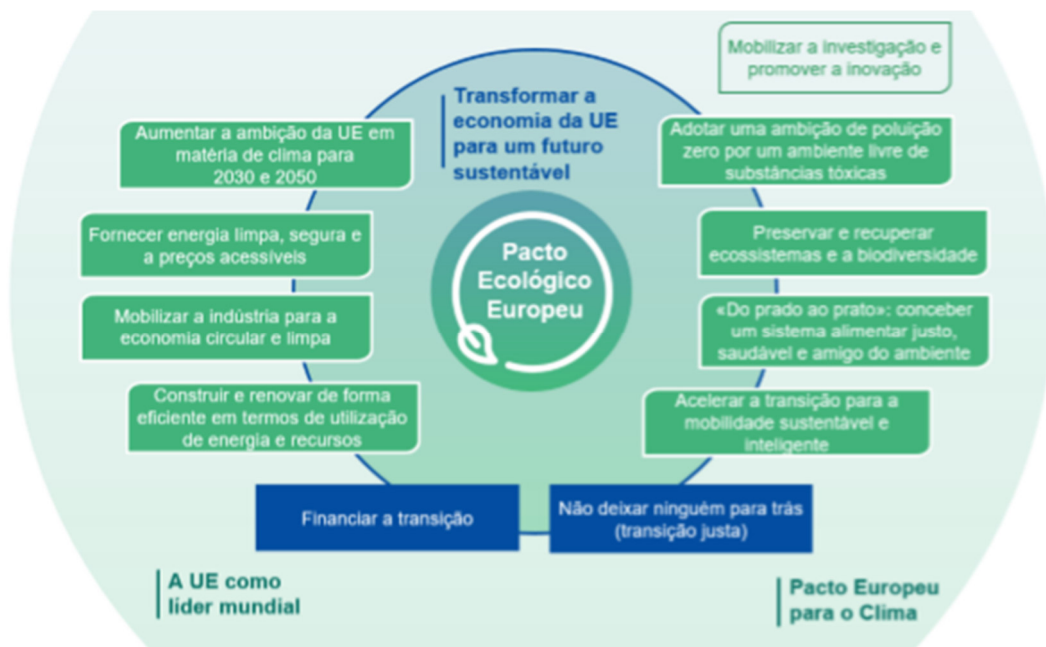 Mobilizar a investigação e
promover a inovação
Transformar a
economia da UE
para um futuro
sustentável
Aumentar a ambição da UE em
matéria de clima para
2030 e 2050
Adotar uma ambição de poluição
zero por um ambiente livre de
substâncias tóxicas
Fornecer energia limpa, segura e
a preços acessíveis
Preservar e recuperar
ecossistemas e a biodiversidade
Pacto
Ecológico
Europeu
Mobilizar a indústria para a
economia circular e limpa
«Do prado ao prato»: conceber
um sistema alimentar justo,
saudável e amigo do ambiente
Construir e renovar de forma
eficiente em termos de utilização
de energia e recursos
Acelerar a transição para a
mobilidade sustentável e
inteligente
Financiar a transição
Não deixar ninguém para trás
(transição justa)
A UE como
líder mundial
Pacto Europeu
para o Clima